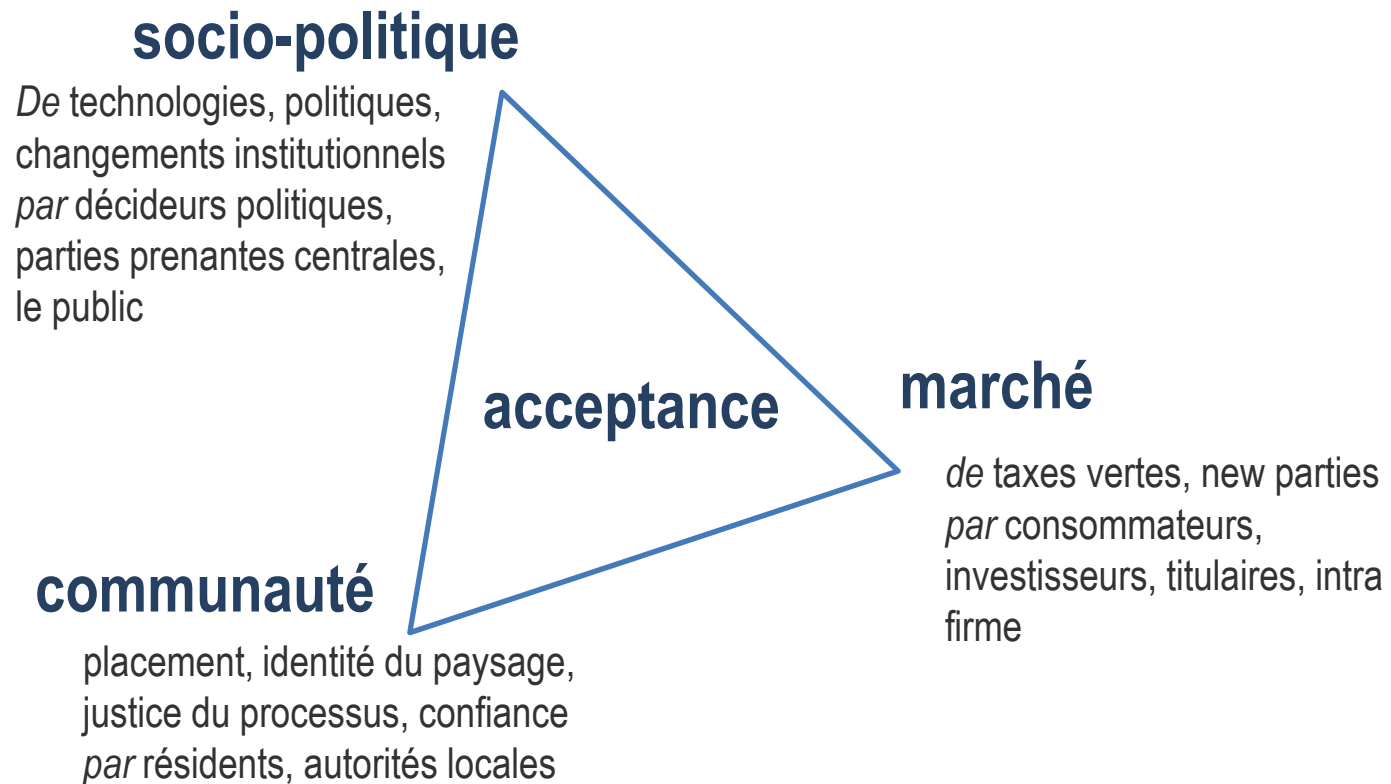 socio-politique
De technologies, politiques,
changements institutionnels
par décideurs politiques,
parties prenantes centrales,
le public
acceptance
marché
de taxes vertes, new parties
par consommateurs,
investisseurs, titulaires, intra
firme
communauté
placement, identité du paysage,
justice du processus, confiance
par résidents, autorités locales